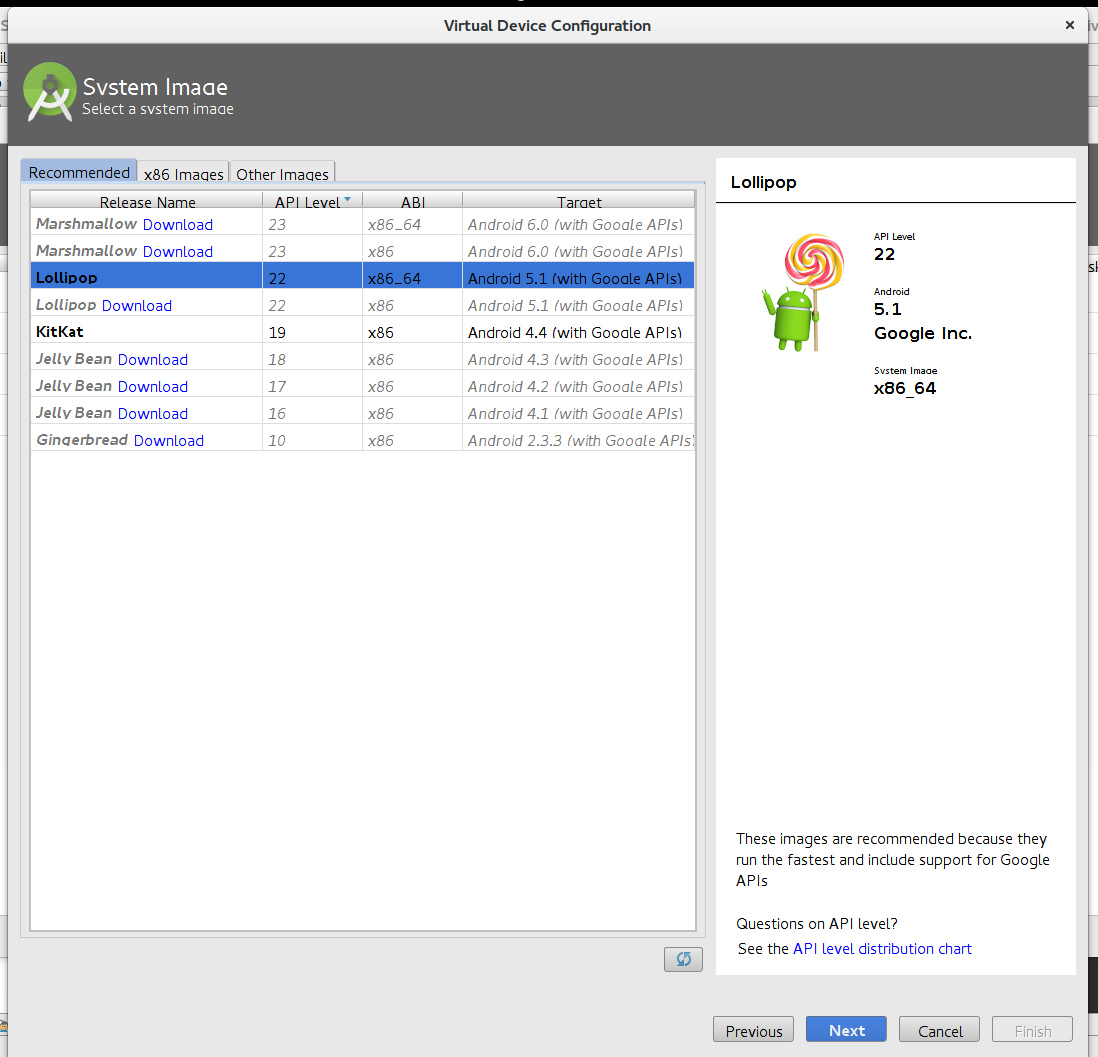 Virtual Device Configuration
System Image
Select a system image
Recommended x86 Images Other Images
Release Name API Level ABI Target
Marshmallow Download 23 x86_64 Android 6.0 (with Google APIs)
Marshmallow Download 23 x86 Android 6.0 (with Google APIs)
Lollipop 22 x86_64 Android 5.1 (with Google APIs)
Lollipop Download 22 x86 Android 5.1 (with Google APIs)
KitKat 19 x86 Android 4.4 (with Google APIs)
Jelly Bean Download 18 x86 Android 4.3 (with Google APIs)
Jelly Bean Download 17 x86 Android 4.2 (with Google APIs)
Jelly Bean Download 16 x86 Android 4.1 (with Google APIs)
Gingerbread Download 10 x86 Android 2.3.3 (with Google APIs)
Lollipop
API Level
22
Android
5.1
Google Inc.
System Image
x86_64
These images are recommended because they
run the fastest and include support for Google
APIs
Questions on API level?
See the API level distribution chart
Previous Next Cancel Finish